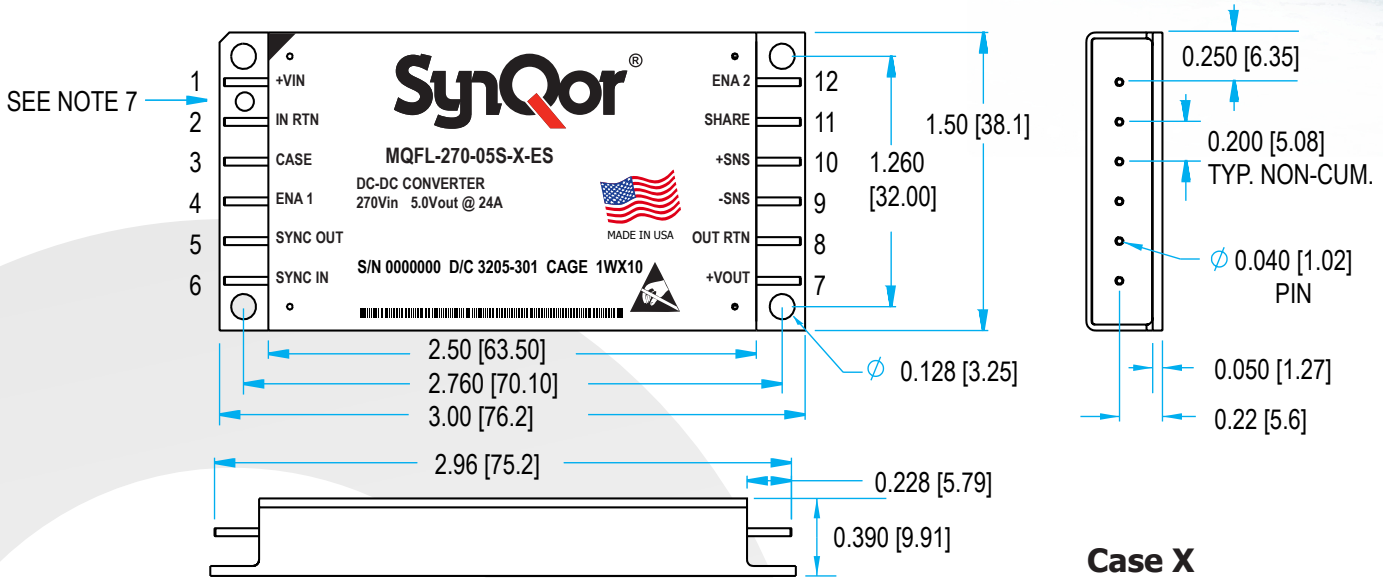 SynQor®
MQFL-270-05S-X-ES
DC-DC CONVERTER
270Vin 5.0Vout @ 24A
MADE IN USA
S/N 0000000 D/C 3205-301 CAGE 1WX10
SEE NOTE 7
1 +VIN
2 IN RTN
3 CASE
4 ENA 1
5 SYNC OUT
6 SYNC IN
ENA 2 12
SHARE 11
+SNS 10
-SNS 9
OUT RTN 8
+VOUT 7
1.260
[32.00]
1.50 [38.1]
2.50 [63.50]
2.760 [70.10]
3.00 [76.2]
Ø 0.128 [3.25]
0.250 [6.35]
0.200 [5.08]
TYP. NON-CUM.
Ø 0.040 [1.02]
PIN
0.050 [1.27]
0.22 [5.6]
2.96 [75.2]
0.228 [5.79]
0.390 [9.91]
Case X